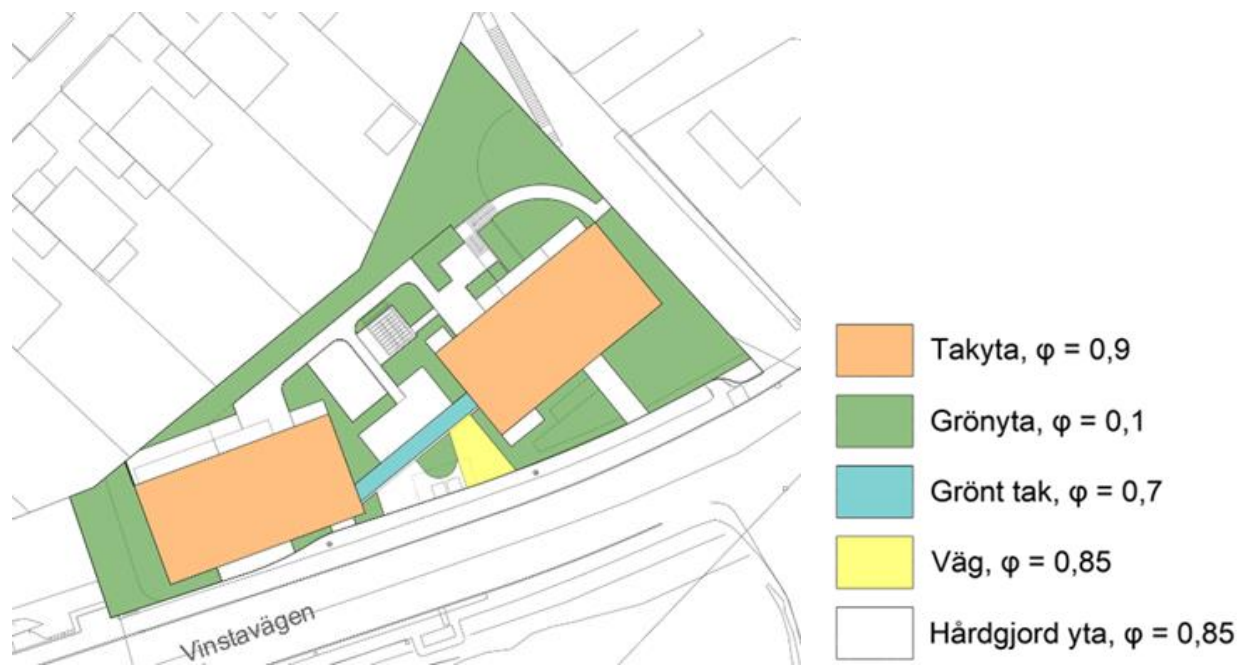 Takyta, φ = 0,9
Grönyta, φ = 0,1
Grönt tak, φ = 0,7
Väg, φ = 0,85
Hårdgjord yta, φ = 0,85
Vinstavägen